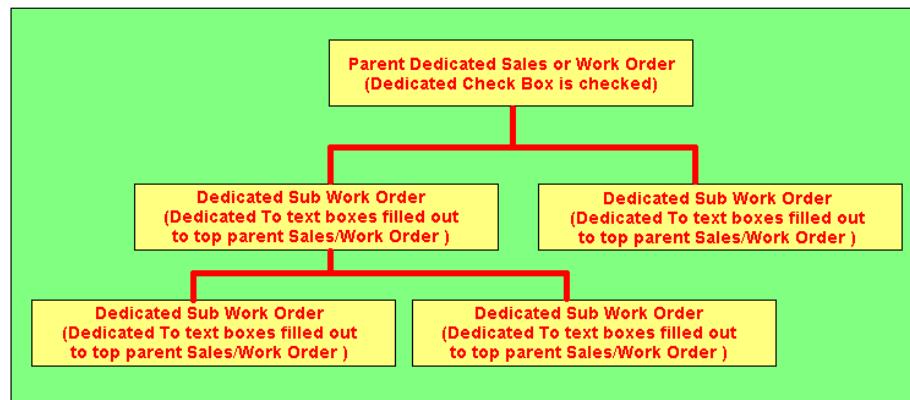 Parent Dedicated Sales or Work Order
(Dedicated Check Box is checked)
Dedicated Sub Work Order
(Dedicated To text boxes filled out
to top parent Sales/Work Order )
Dedicated Sub Work Order
(Dedicated To text boxes filled out
to top parent Sales/Work Order )
Dedicated Sub Work Order
(Dedicated To text boxes filled out
to top parent Sales/Work Order )
Dedicated Sub Work Order
(Dedicated To text boxes filled out
to top parent Sales/Work Order )